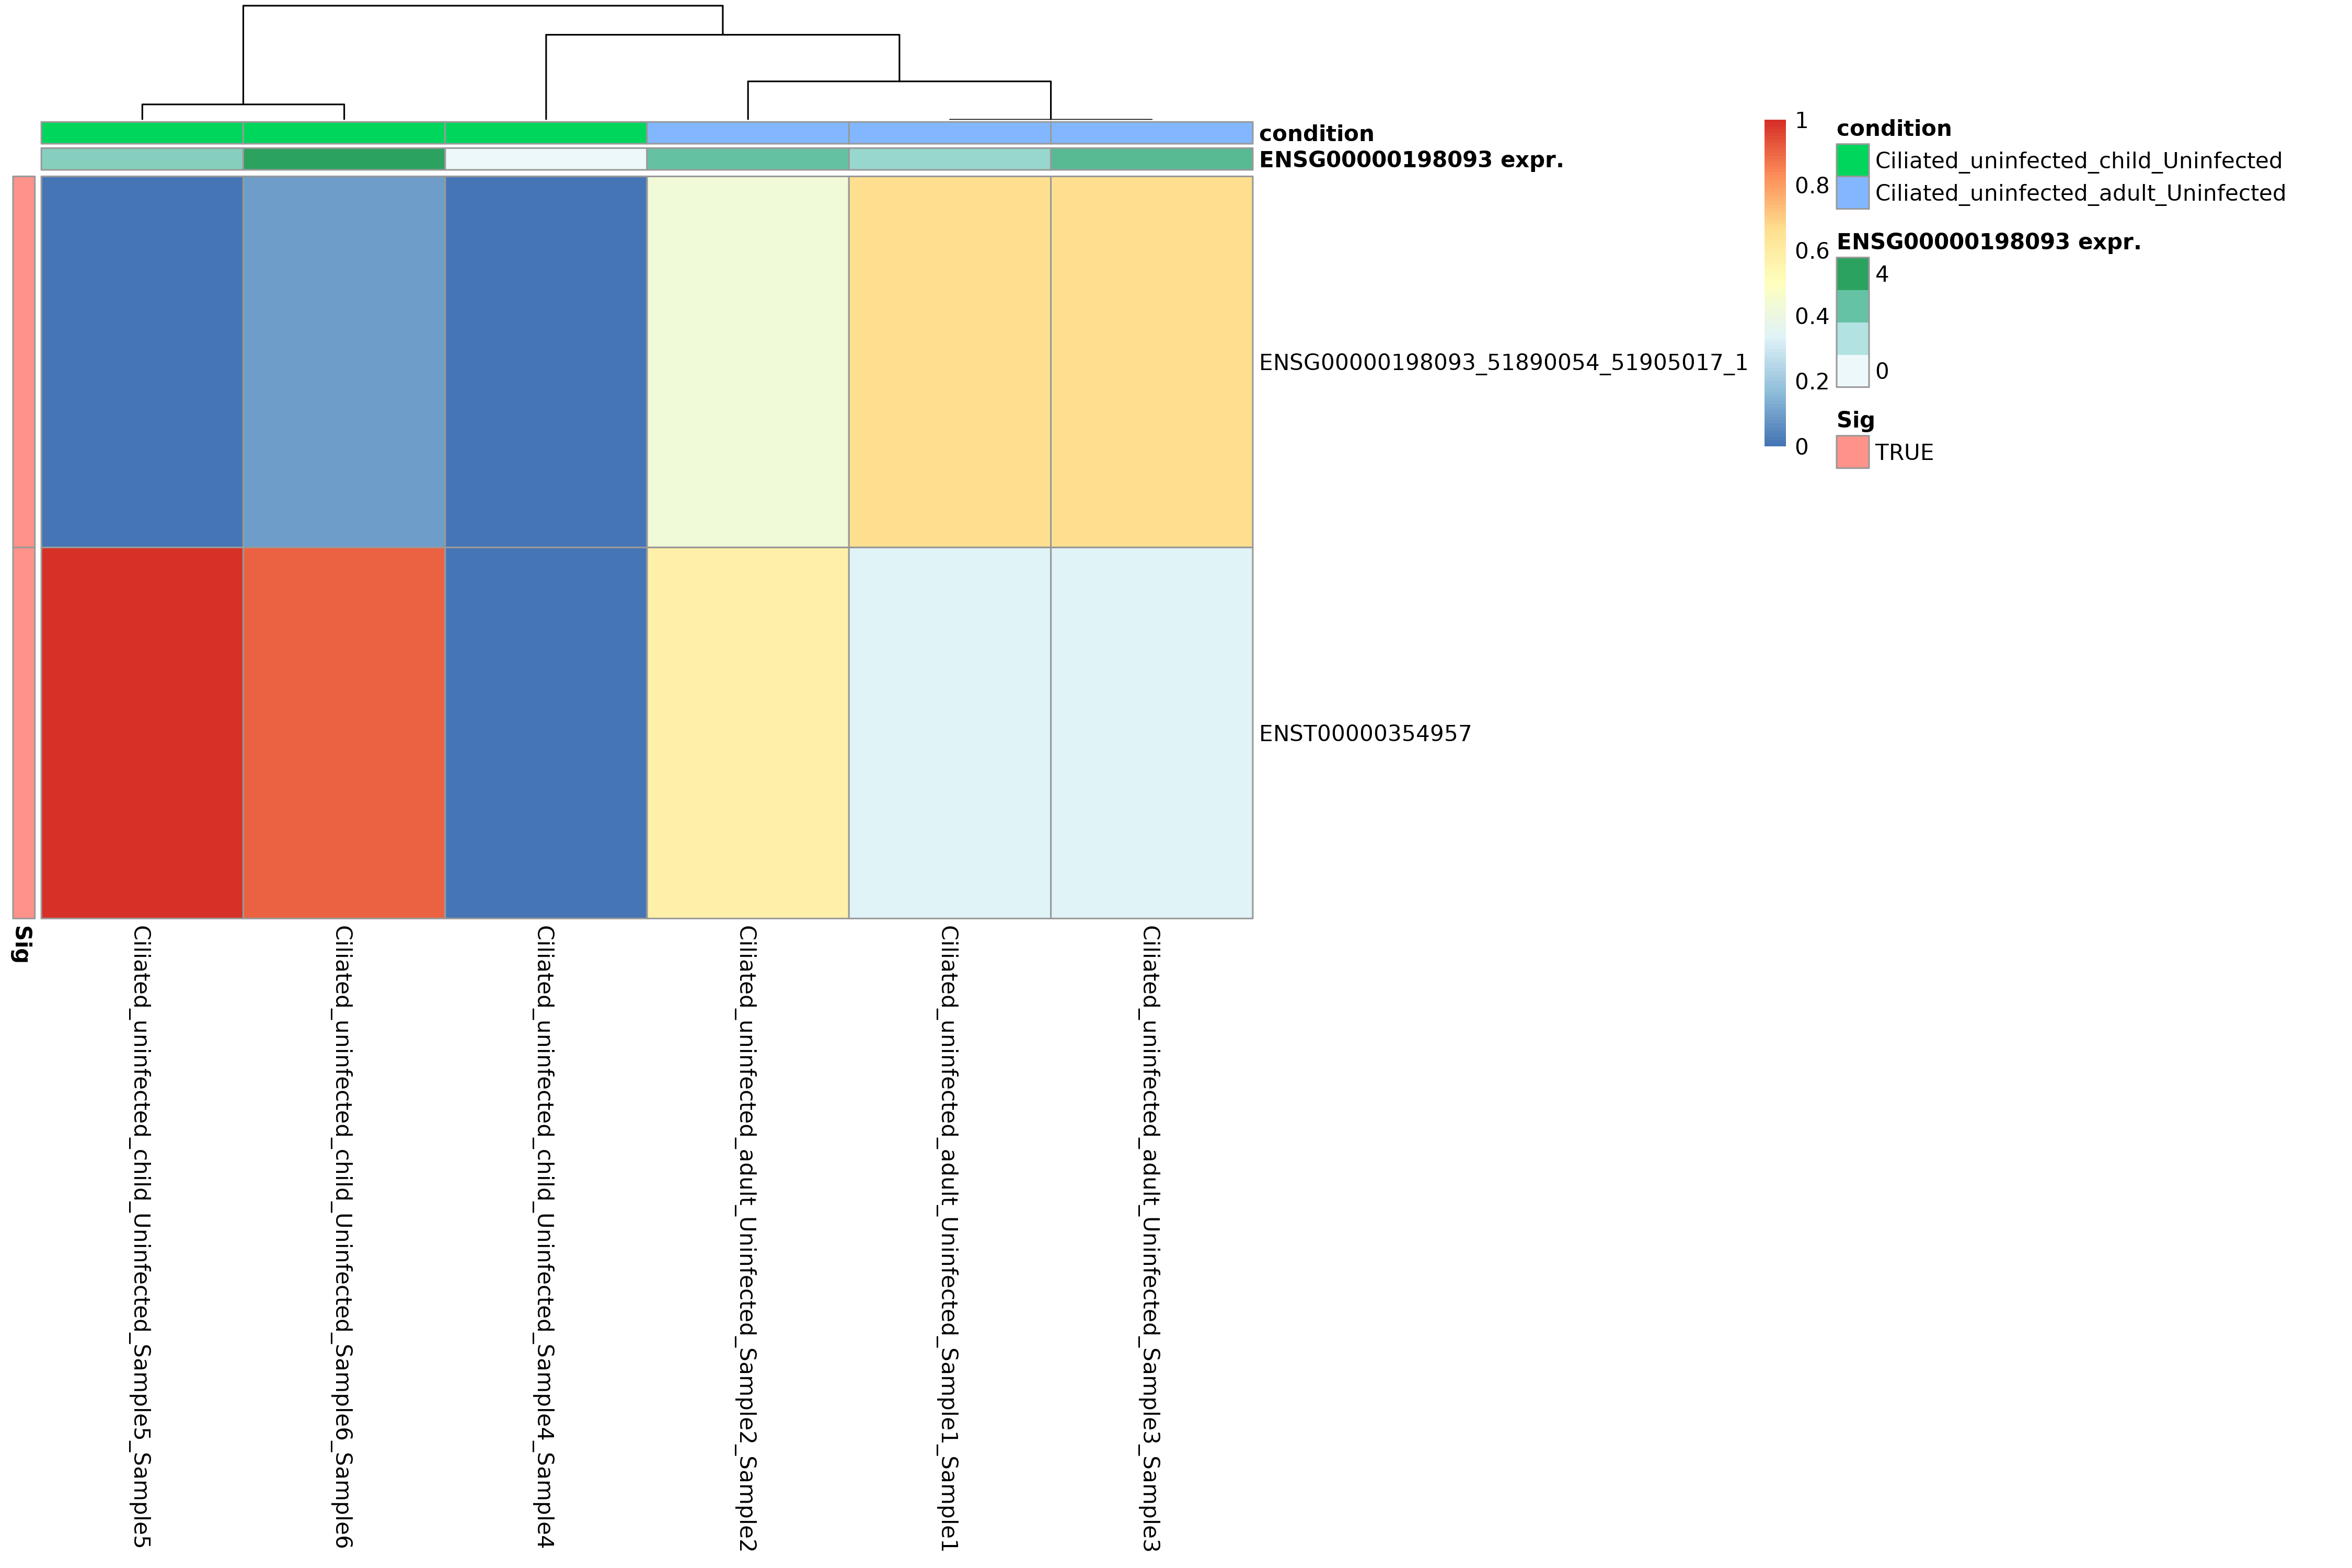 condition
ENSG00000198093 expr.
ENSG00000198093_51890054_51905017_1
ENST00000354957
Sig
Ciliated_uninfected_child_Uninfected_Sample5_Sample5
Ciliated_uninfected_child_Uninfected_Sample6_Sample6
Ciliated_uninfected_child_Uninfected_Sample4_Sample4
Ciliated_uninfected_adult_Uninfected_Sample2_Sample2
Ciliated_uninfected_adult_Uninfected_Sample1_Sample1
Ciliated_uninfected_adult_Uninfected_Sample3_Sample3
1
0.8
0.6
0.4
0.2
0
condition
Ciliated_uninfected_child_Uninfected
Ciliated_uninfected_adult_Uninfected
ENSG00000198093 expr.
4
0
Sig
TRUE